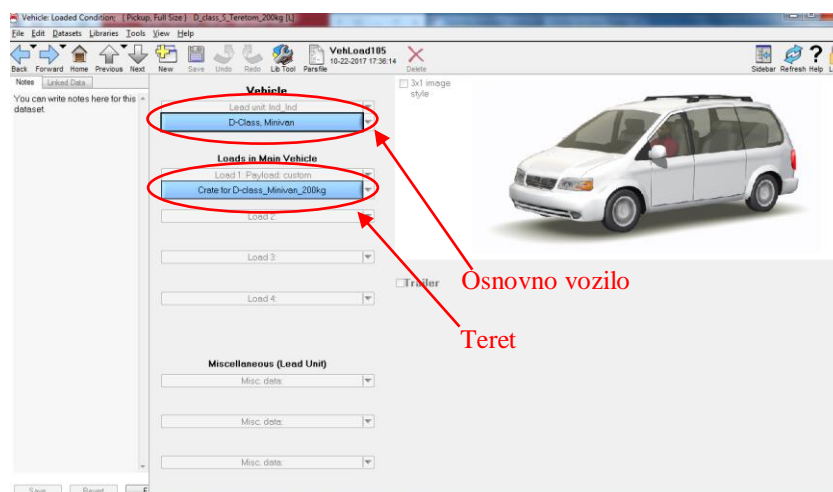 Vehicle: Loaded Condition; { Pickup, Full Size } D_class_S_Teretom_200kg [L]
File Edit Datasets Libraries Tools View Help
Back Forward Home Previous Next New Save Undo Redo Lib Tool Parsfile
VehLoad105
10-22-2017 17:36:14
Delete
Sidebar Refresh Help
Notes Linked Data
You can write notes here for this
dataset.
Vehicle
Lead unit: Ind_Ind
D-Class, Minivan
Loads in Main Vehicle
Load 1: Payload: custom
Crate for D-class_Minivan_200kg
Load 2:
Load 3:
Load 4:
Miscellaneous (Lead Unit)
Misc. data:
Misc. data:
Misc. data:
3x1 image
style
Trailer
Osnovno vozilo
Teret
Save Revert